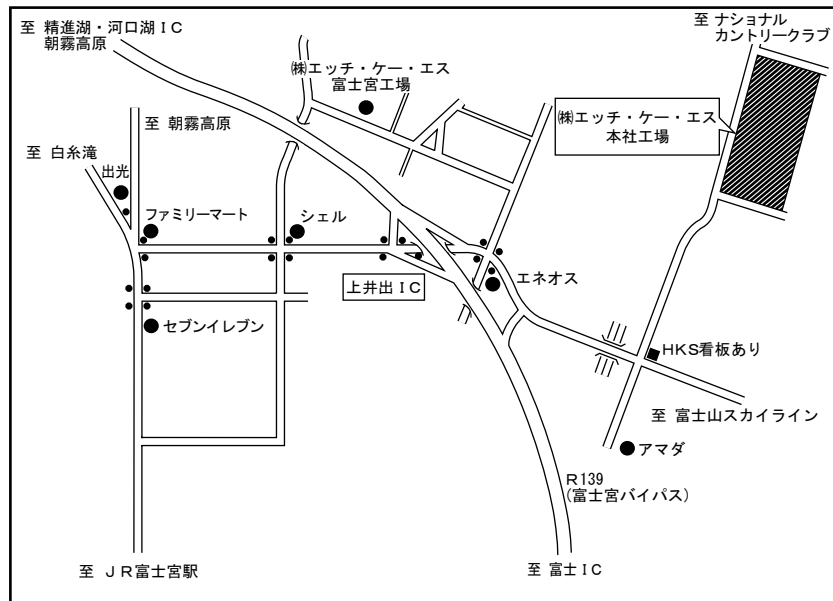 至 精進湖・河口湖ＩＣ
朝霧高原
至 ナショナル
カントリークラブ
㈱エッチ・ケー・エス
富士宮工場
㈱エッチ・ケー・エス
本社工場
至 朝霧高原
至 白糸滝
出光
ファミリーマート
シェル
上井出ＩＣ
エネオス
セブンイレブン
HKS看板あり
至 富士山スカイライン
アマダ
R139
(富士宮バイパス)
至 ＪＲ富士宮駅
至 富士ＩＣ